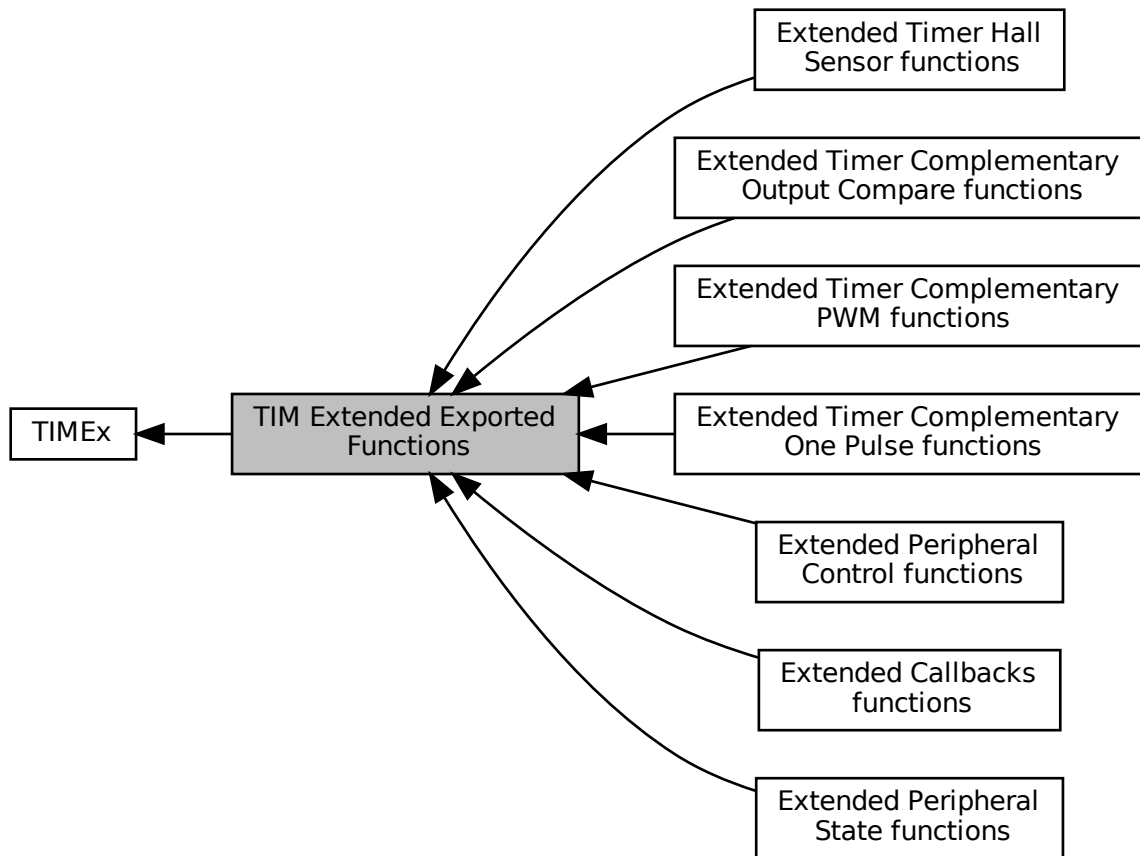 Extended Timer Hall
Sensor functions
Extended Timer Complementary
Output Compare functions
Extended Timer Complementary
PWM functions
TIMEx
TIM Extended Exported
Functions
Extended Timer Complementary
One Pulse functions
Extended Peripheral
Control functions
Extended Callbacks
functions
Extended Peripheral
State functions